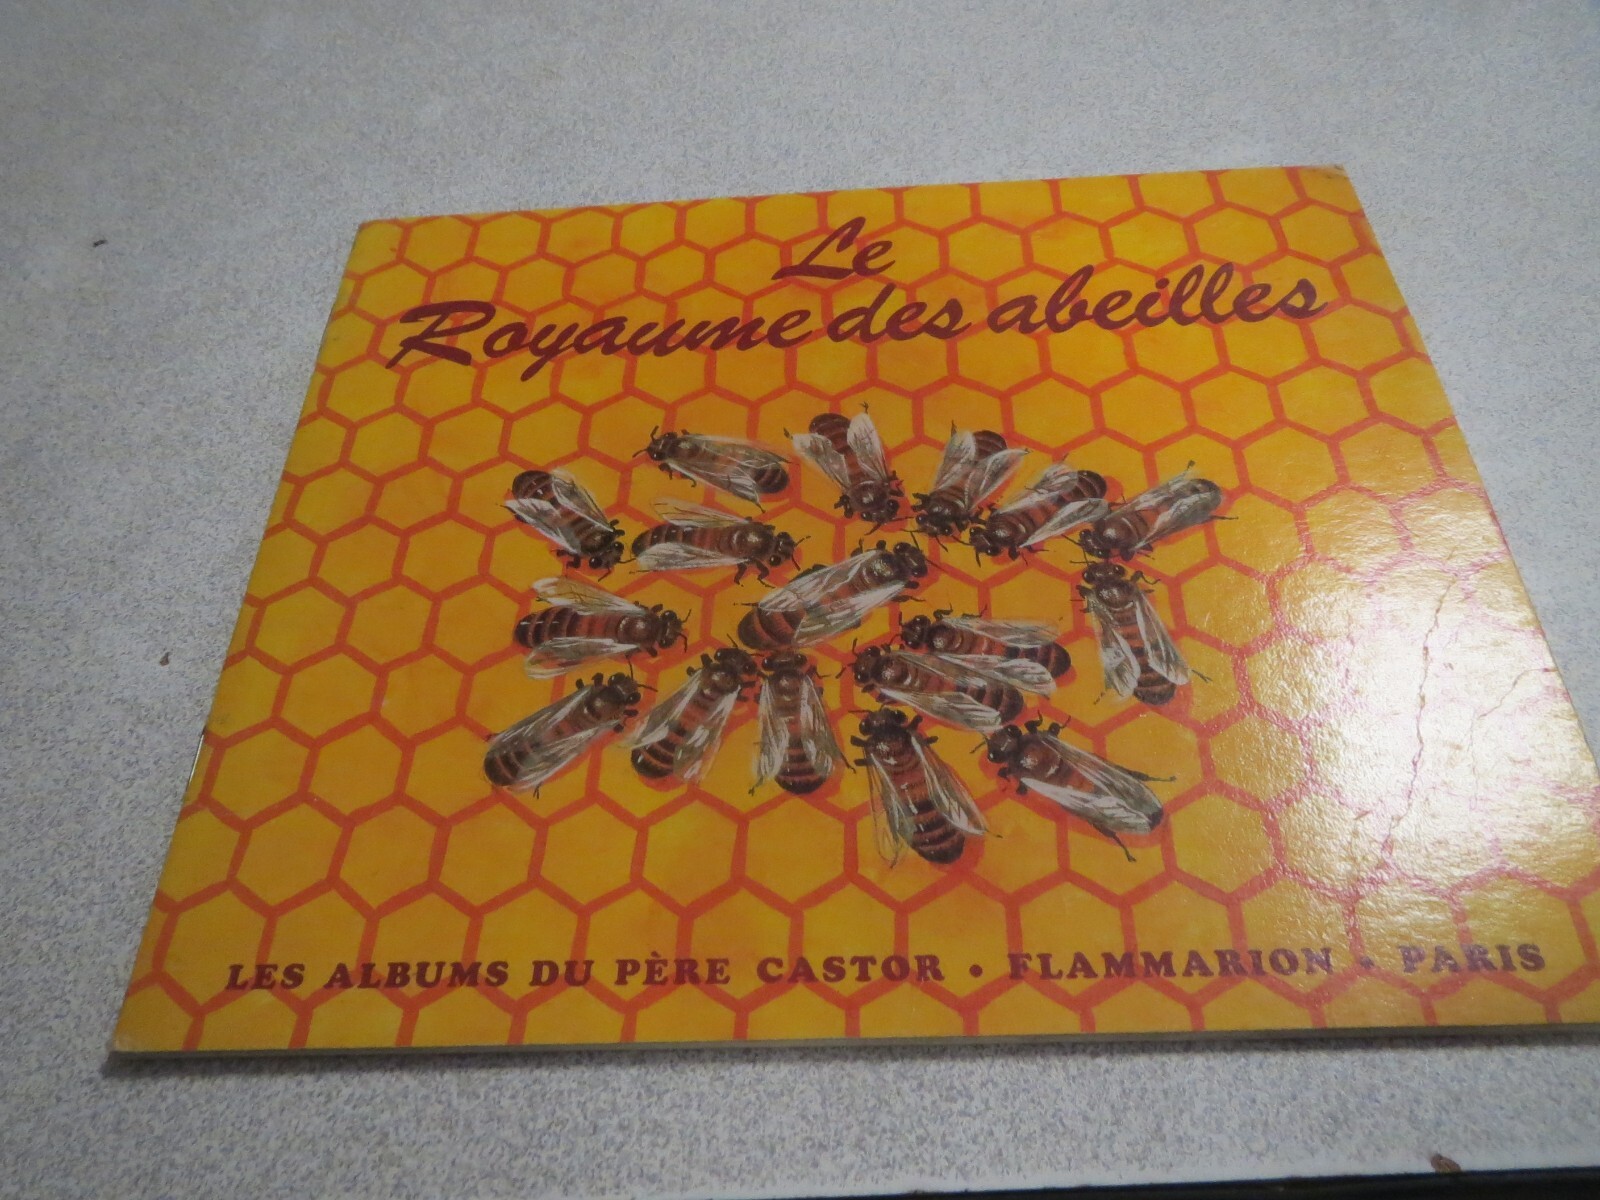 Le
Royaume des abeilles
LES ALBUMS DU PÈRE CASTOR • FLAMMARION • PARIS